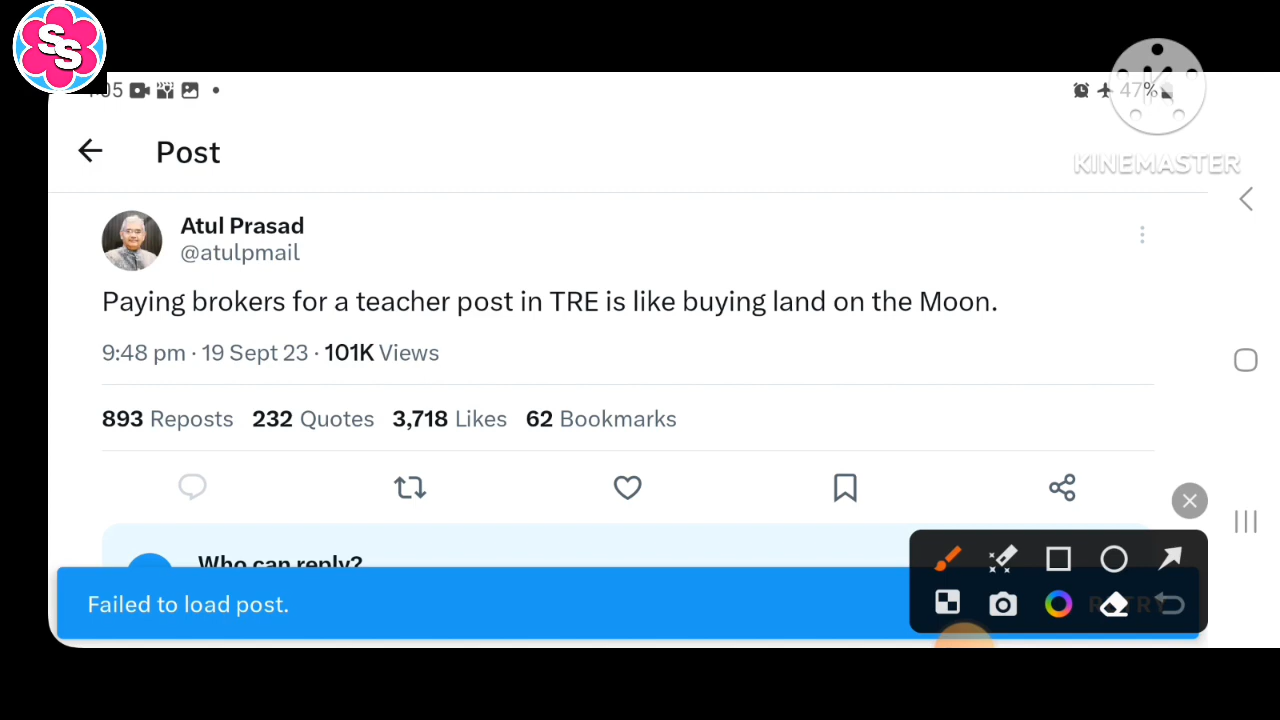 SS
:05
47%
KINEMASTER
Post
Atul Prasad
@atulpmail
Paying brokers for a teacher post in TRE is like buying land on the Moon.
9:48 pm · 19 Sept 23 · 101K Views
893 Reposts 232 Quotes 3,718 Likes 62 Bookmarks
Who can reply?
Failed to load post.